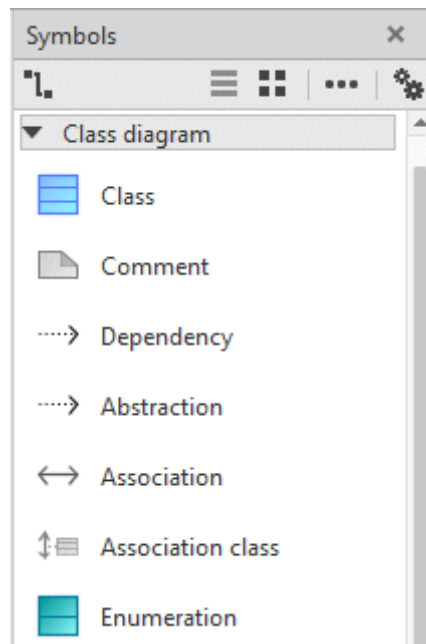 Symbols
Class diagram
Class
Comment
Dependency
Abstraction
Association
Association class
Enumeration